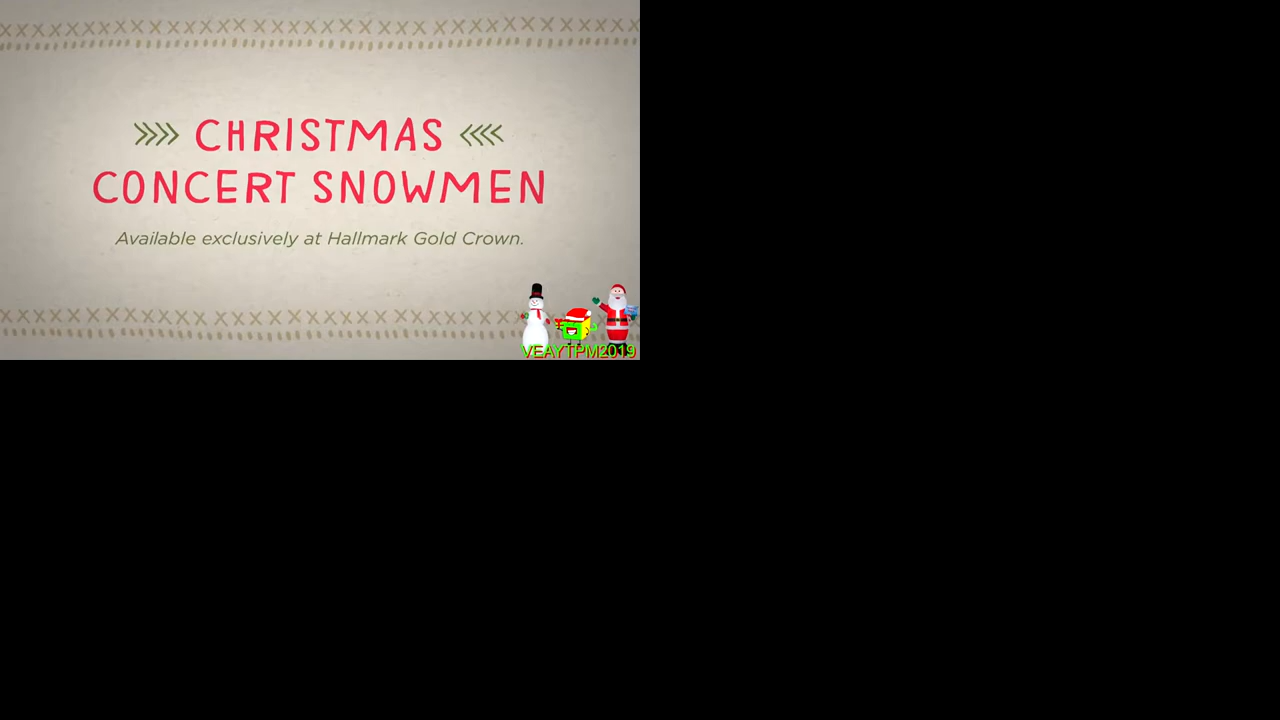 CHRISTMAS
CONCERT SNOWMEN
Available exclusively at Hallmark Gold Crown.
VEAYTPM2019